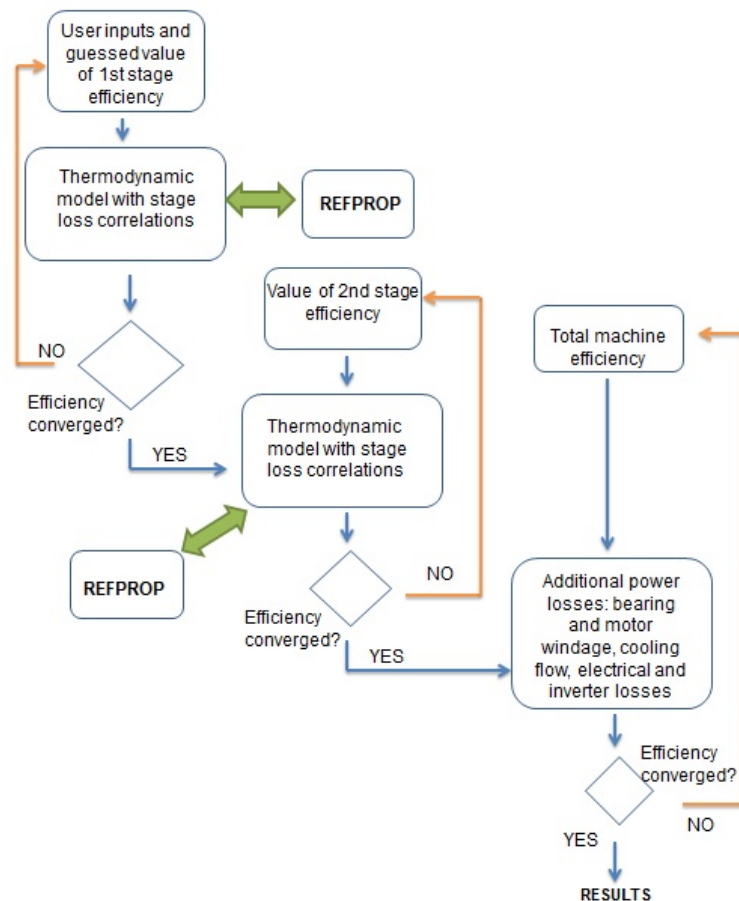 User inputs and
guessed value
of 1st stage
efficiency
Thermodynamic
model with stage
loss correlations
REFPROP
NO
Efficiency
converged?
YES
Value of 2nd stage
efficiency
Thermodynamic
model with stage
loss correlations
REFPROP
NO
Efficiency
converged?
YES
Total machine
efficiency
Additional power
losses: bearing
and motor
windage, cooling
flow, electrical and
inverter losses
Efficiency
converged?
NO
YES
RESULTS